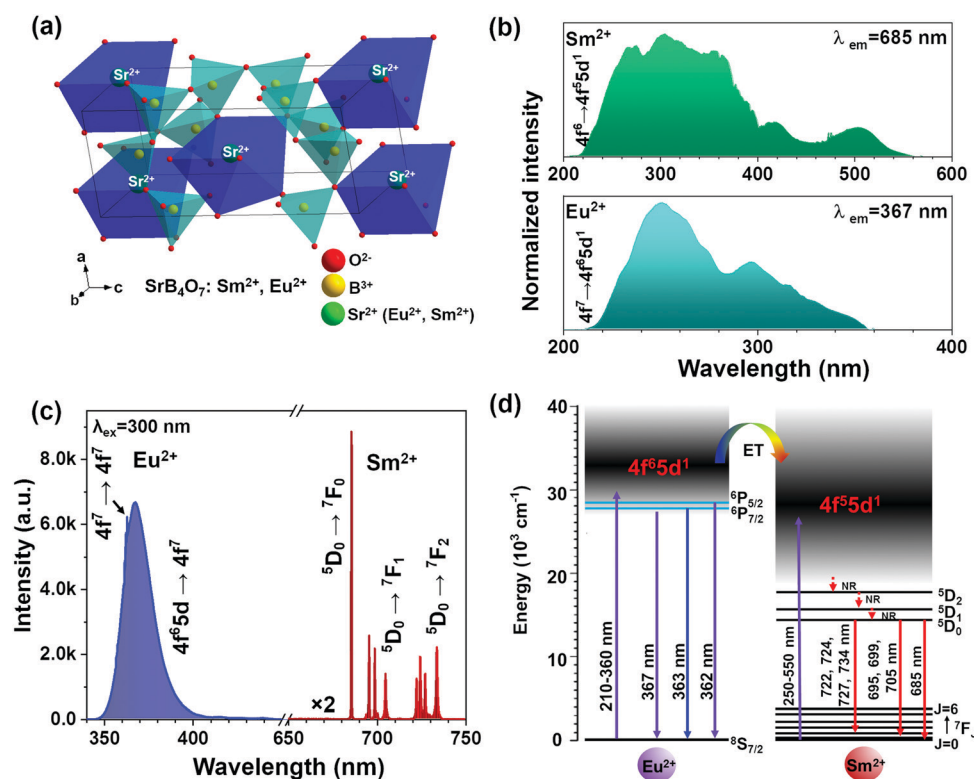 (a)
Sr²⁺
Sr²⁺
Sr²⁺
Sr²⁺
Sr²⁺
a
b
c
SrB₄O₇: Sm²⁺, Eu²⁺
O²⁻
B³⁺
Sr²⁺ (Eu²⁺, Sm²⁺)
(b)
Normalized intensity
Sm²⁺
λ em=685 nm
4f⁶→4f⁵5d¹
200 300 400 500 600
Eu²⁺
λ em=367 nm
4f⁷→4f⁶5d¹
200 300 400
Wavelength (nm)
(c)
Intensity (a.u.)
8.0k
6.0k
4.0k
2.0k
0.0
λex=300 nm
Eu²⁺
4f⁷→4f⁷
4f⁶5d→4f⁷
Sm²⁺
⁵D₀→⁷F₀
⁵D₀→⁷F₁
⁵D₀→⁷F₂
×2
350 400 650 700 750
Wavelength (nm)
(d)
Energy (10³ cm⁻¹)
40
30
20
10
0
4f⁶5d¹
ET
4f⁵5d¹
⁶P₅/₂
⁶P₇/₂
NR
NR
NR
⁵D₂
⁵D₁
⁵D₀
210-360 nm
367 nm
363 nm
362 nm
250-550 nm
722, 724,
727, 734 nm
695, 699,
705 nm
685 nm
J=6
↑⁷FJ
J=0
⁸S₇/₂
Eu²⁺
Sm²⁺